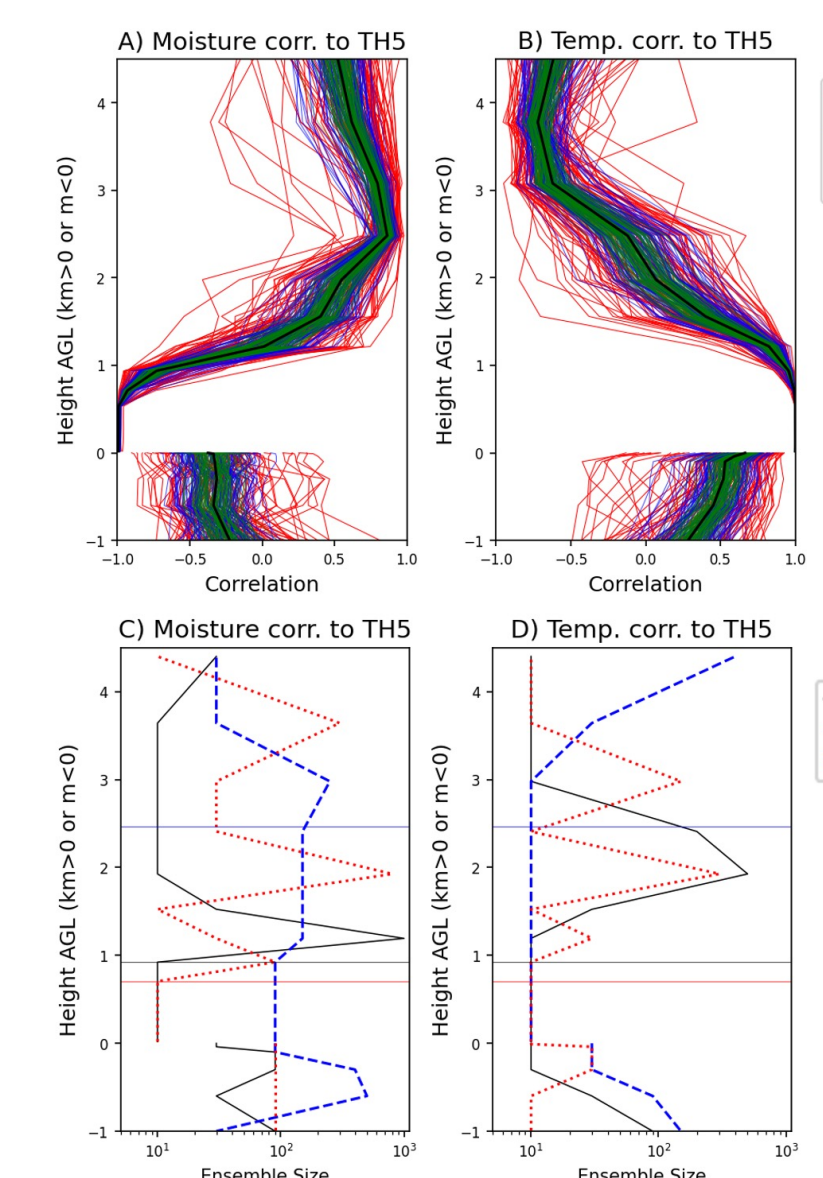 A) Moisture corr. to TH5
B) Temp. corr. to TH5
Height AGL (km>0 or m<0)
4
3
2
1
0
−1
−1.0 −0.5 0.0 0.5 1.0
Correlation
Height AGL (km>0 or m<0)
4
3
2
1
0
−1
−1.0 −0.5 0.0 0.5 1.0
Correlation
C) Moisture corr. to TH5
D) Temp. corr. to TH5
Height AGL (km>0 or m<0)
4
3
2
1
0
−1
10¹ 10² 10³
Ensemble Size
Height AGL (km>0 or m<0)
4
3
2
1
0
−1
10¹ 10² 10³
Ensemble Size